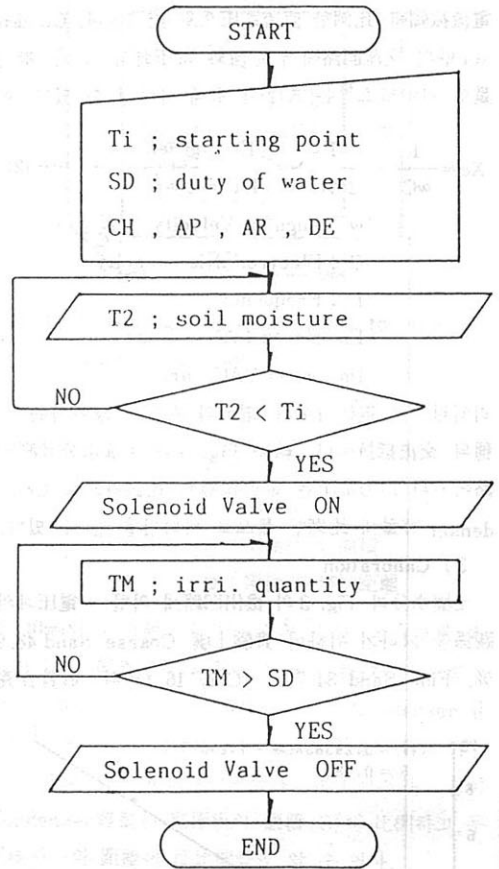 START
Ti ; starting point
SD ; duty of water
CH , AP , AR , DE
T2 ; soil moisture
NO
T2 < Ti
YES
Solenoid Valve ON
TM ; irri. quantity
NO
TM > SD
YES
Solenoid Valve OFF
END